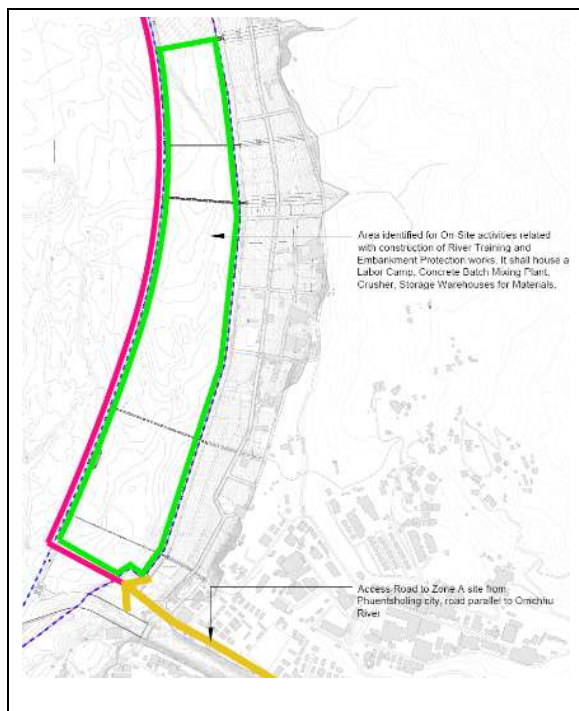 Area identified for On-Site activities related
with construction of River Training and
Embankment Protection works. It shall house a
Labor Camp, Concrete Batch Mixing Plant,
Crusher, Storage Warehouses for Materials.
Access Road to Zone A site from
Phuentsholing city, road parallel to Omchhu
River